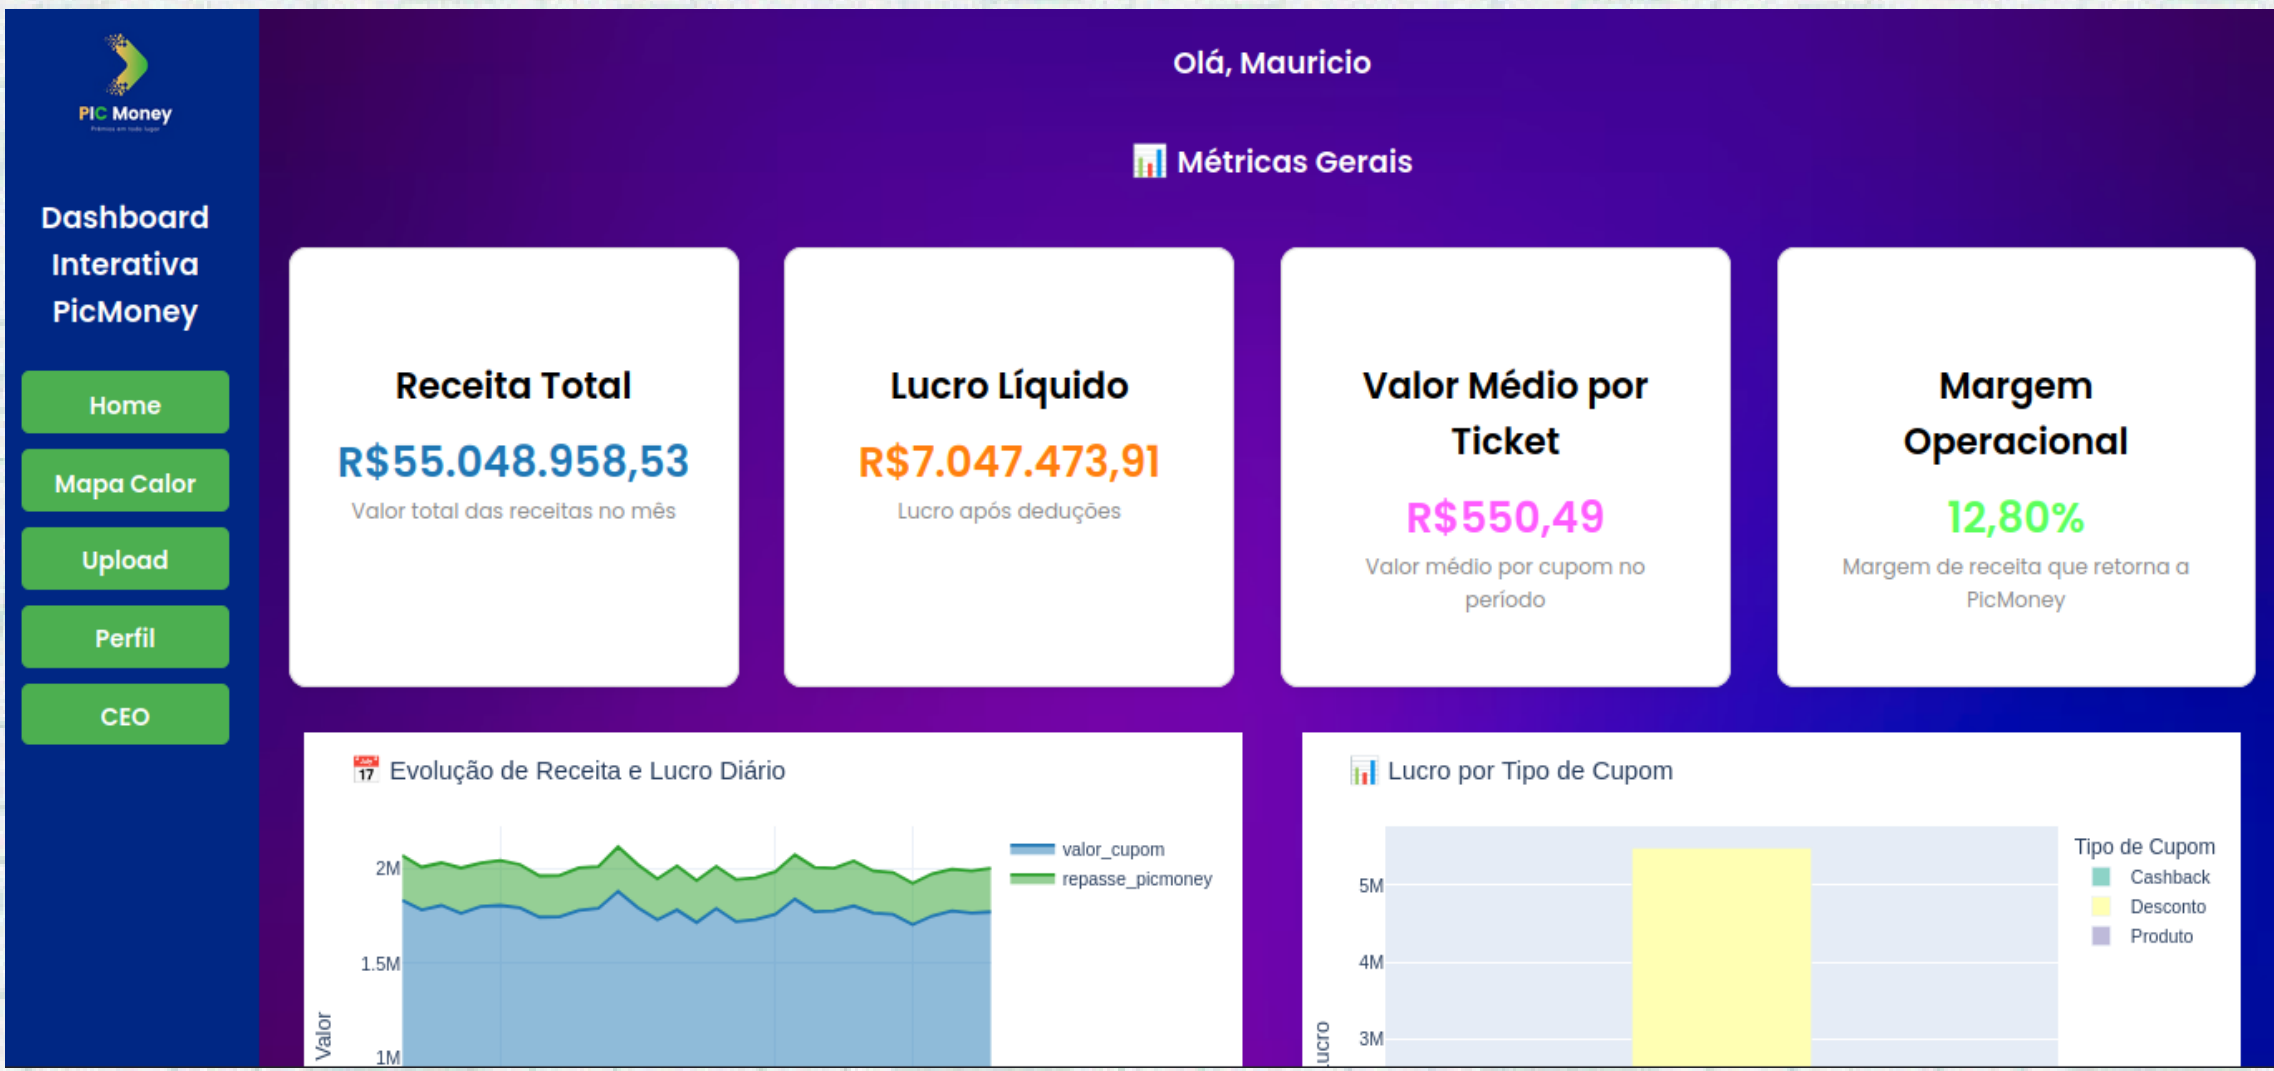 PIC Money
Prêmios em todo lugar
Dashboard
Interativa
PicMoney
Home
Mapa Calor
Upload
Perfil
CEO
Olá, Mauricio
📊 Métricas Gerais
Receita Total
R$55.048.958,53
Valor total das receitas no mês
Lucro Líquido
R$7.047.473,91
Lucro após deduções
Valor Médio por
Ticket
R$550,49
Valor médio por cupom no
período
Margem
Operacional
12,80%
Margem de receita que retorna a
PicMoney
📅 Evolução de Receita e Lucro Diário
2M
1.5M
1M
Valor
valor_cupom
repasse_picmoney
📊 Lucro por Tipo de Cupom
5M
4M
3M
Tipo de Cupom
Cashback
Desconto
Produto